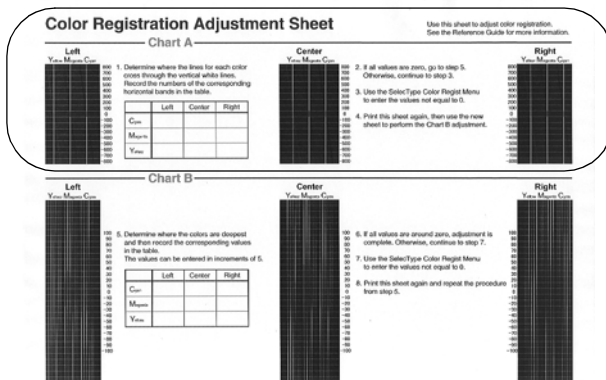 Color Registration Adjustment Sheet
Use this sheet to adjust color registration.
See the Reference Guide for more information.
Chart A
Left
Yellow Magenta Cyan
Center
Yellow Magenta Cyan
Right
Yellow Magenta Cyan
1. Determine where the lines for each color
cross through the vertical white lines.
Record the numbers of the corresponding
horizontal bands in the table.
Left Center Right
Cyan
Magenta
Yellow
2. If all values are zero, go to step 5.
Otherwise, continue to step 3.
3. Use the SelecType Color Regist Menu
to enter the values not equal to 0.
4. Print this sheet again, then use the new
sheet to perform the Chart B adjustment.
Chart B
Left
Yellow Magenta Cyan
Center
Yellow Magenta Cyan
Right
Yellow Magenta Cyan
5. Determine where the colors are deepest
and then record the corresponding values
in the table.
The values can be entered in increments of 5.
Left Center Right
Cyan
Magenta
Yellow
6. If all values are around zero, adjustment is
complete. Otherwise, continue to step 7.
7. Use the SelecType Color Regist Menu
to enter the values not equal to 0.
8. Print this sheet again and repeat the procedure
from step 5.